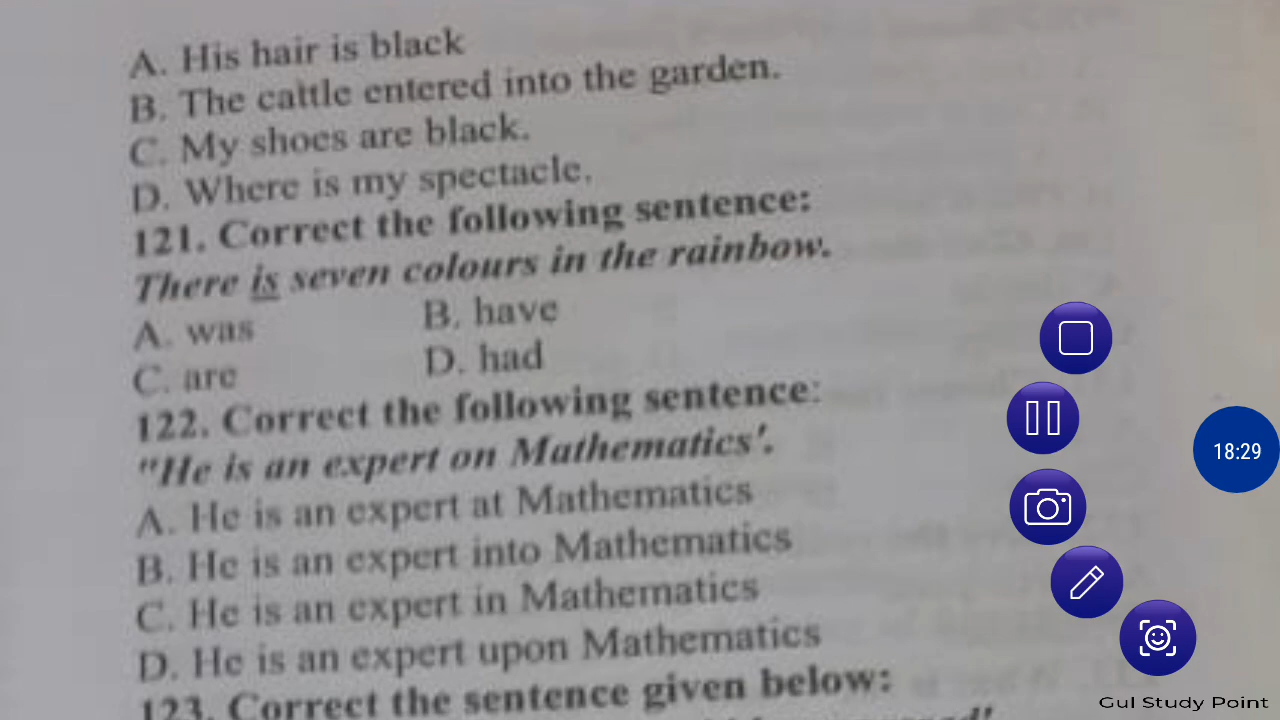 A. His hair is black
B. The cattle entered into the garden.
C. My shoes are black.
D. Where is my spectacle.
121. Correct the following sentence:
There is seven colours in the rainbow.
A. was B. have
C. are D. had
122. Correct the following sentence:
"He is an expert on Mathematics'.
A. He is an expert at Mathematics
B. He is an expert into Mathematics
C. He is an expert in Mathematics
D. He is an expert upon Mathematics
123. Correct the sentence given below:
18:29
Gul Study Point